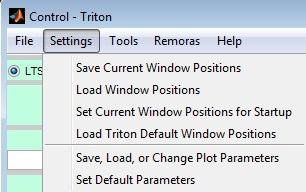 Control - Triton
File Settings Tools Remoras Help
LTS
Save Current Window Positions
Load Window Positions
Set Current Window Positions for Startup
Load Triton Default Window Positions
Save, Load, or Change Plot Parameters
Set Default Parameters